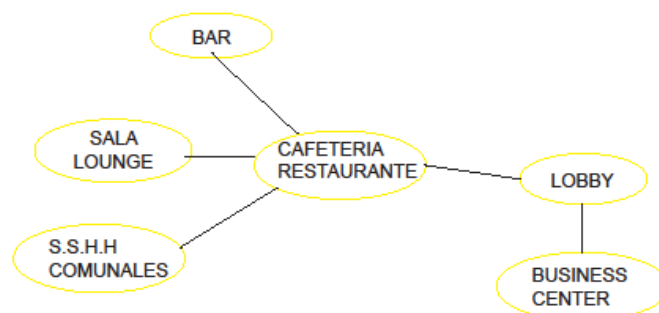 BAR
SALA
LOUNGE
CAFETERIA
RESTAURANTE
LOBBY
S.S.H.H
COMUNALES
BUSINESS
CENTER